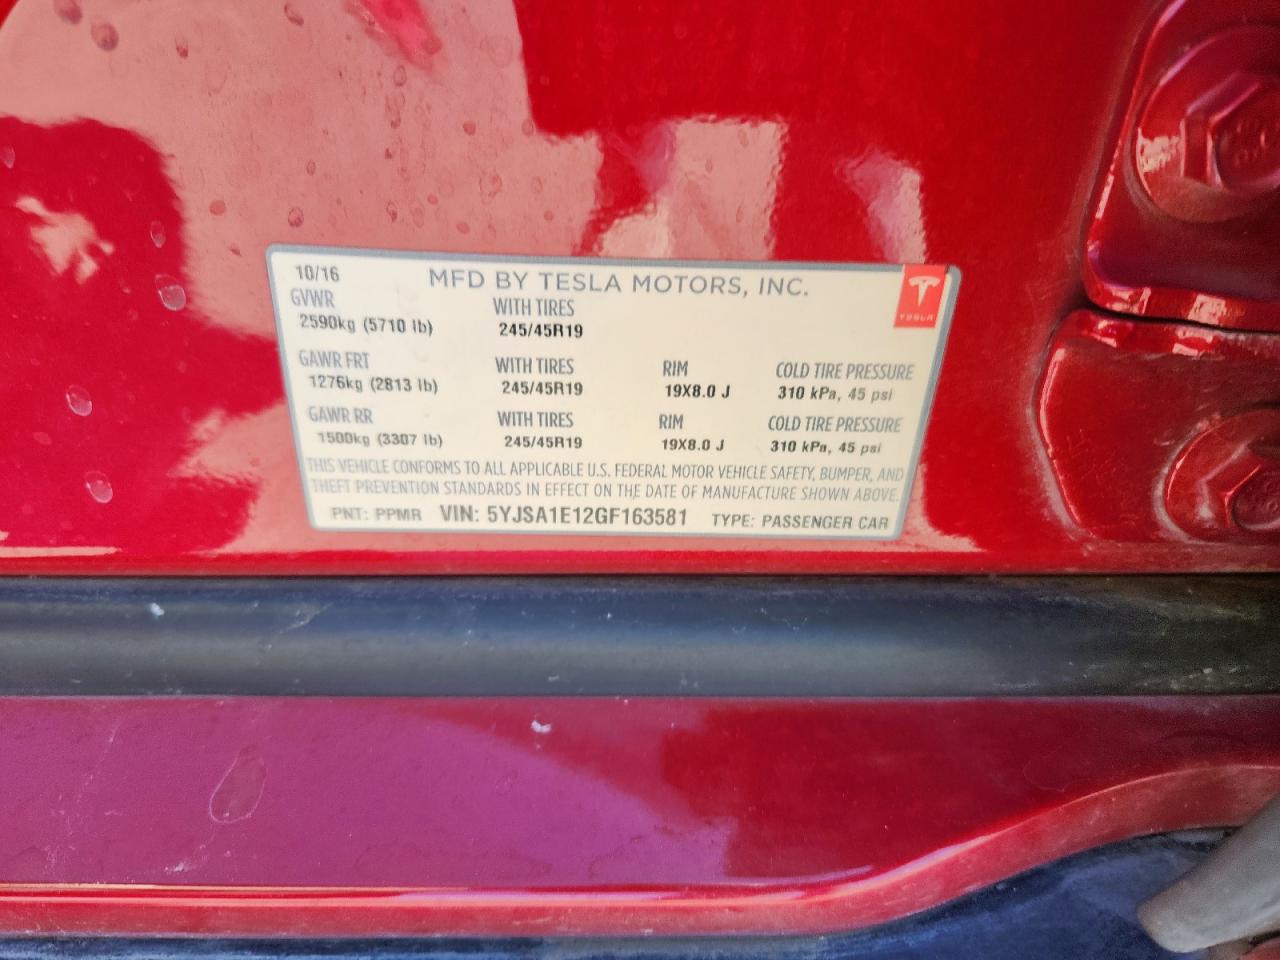 10/16 MFD BY TESLA MOTORS, INC.
TESLA
GVWR WITH TIRES
2590kg (5710 lb) 245/45R19
GAWR FRT WITH TIRES RIM COLD TIRE PRESSURE
1276kg (2813 lb) 245/45R19 19X8.0 J 310 kPa, 45 psi
GAWR RR WITH TIRES RIM COLD TIRE PRESSURE
1500kg (3307 lb) 245/45R19 19X8.0 J 310 kPa, 45 psi
THIS VEHICLE CONFORMS TO ALL APPLICABLE U.S. FEDERAL MOTOR VEHICLE SAFETY, BUMPER, AND
THEFT PREVENTION STANDARDS IN EFFECT ON THE DATE OF MANUFACTURE SHOWN ABOVE.
PNT: PPMR VIN: 5YJSA1E12GF163581 TYPE: PASSENGER CAR